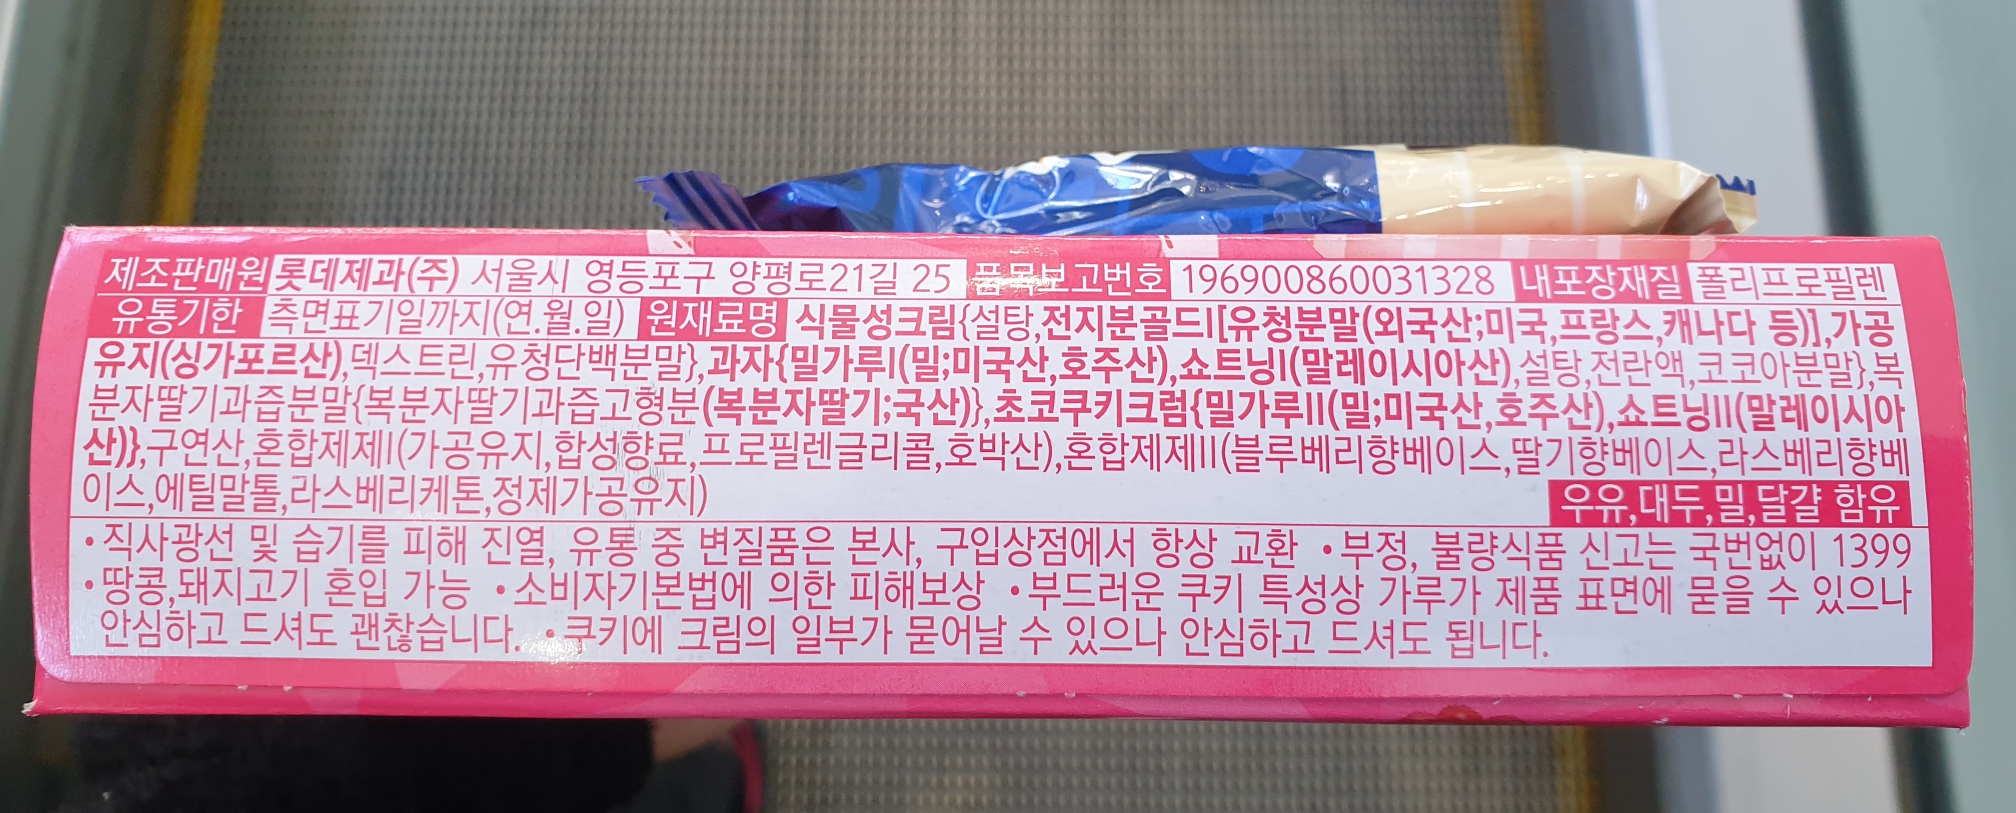 제조판매원 롯데제과(주) 서울시 영등포구 양평로21길 25 품목보고번호 196900860031328 내포장재질 폴리프로필렌
유통기한 측면표기일까지(연.월.일) 원재료명 식물성크림{설탕,전지분골드I[유청분말(외국산;미국,프랑스,캐나다 등)],가공
유지(싱가포르산),덱스트린,유청단백분말},과자{밀가루I(밀;미국산,호주산),쇼트닝I(말레이시아산),설탕,전란액,코코아분말},복
분자딸기과즙분말{복분자딸기과즙고형분(복분자딸기;국산)},초코쿠키크럼{밀가루II(밀;미국산,호주산),쇼트닝II(말레이시아
산)},구연산,혼합제제I(가공유지,합성향료,프로필렌글리콜,호박산),혼합제제II(블루베리향베이스,딸기향베이스,라스베리향베
이스,에틸말톨,라스베리케톤,정제가공유지)
우유,대두,밀,달걀 함유
•직사광선 및 습기를 피해 진열, 유통 중 변질품은 본사, 구입상점에서 항상 교환 •부정, 불량식품 신고는 국번없이 1399
•땅콩,돼지고기 혼입 가능 •소비자기본법에 의한 피해보상 •부드러운 쿠키 특성상 가루가 제품 표면에 묻을 수 있으나
안심하고 드셔도 괜찮습니다. •쿠키에 크림의 일부가 묻어날 수 있으나 안심하고 드셔도 됩니다.